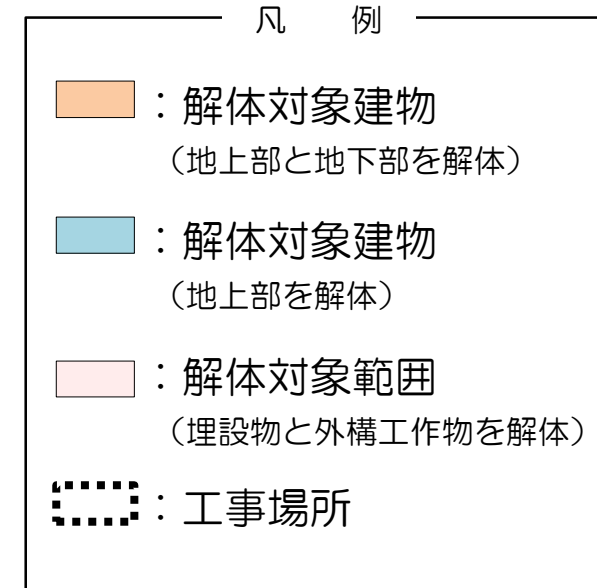 凡　例
：解体対象建物
（地上部と地下部を解体）
：解体対象建物
（地上部を解体）
：解体対象範囲
（埋設物と外構工作物を解体）
：工事場所